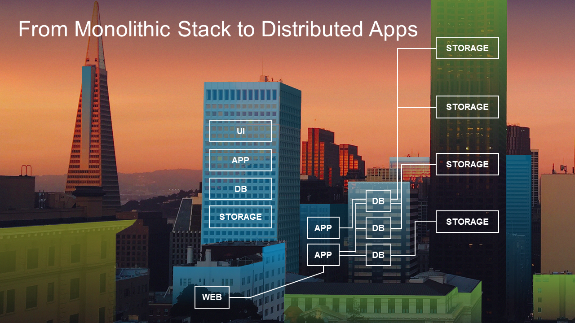 From Monolithic Stack to Distributed Apps
UI
APP
DB
STORAGE
WEB
APP
APP
DB
DB
DB
STORAGE
STORAGE
STORAGE
STORAGE